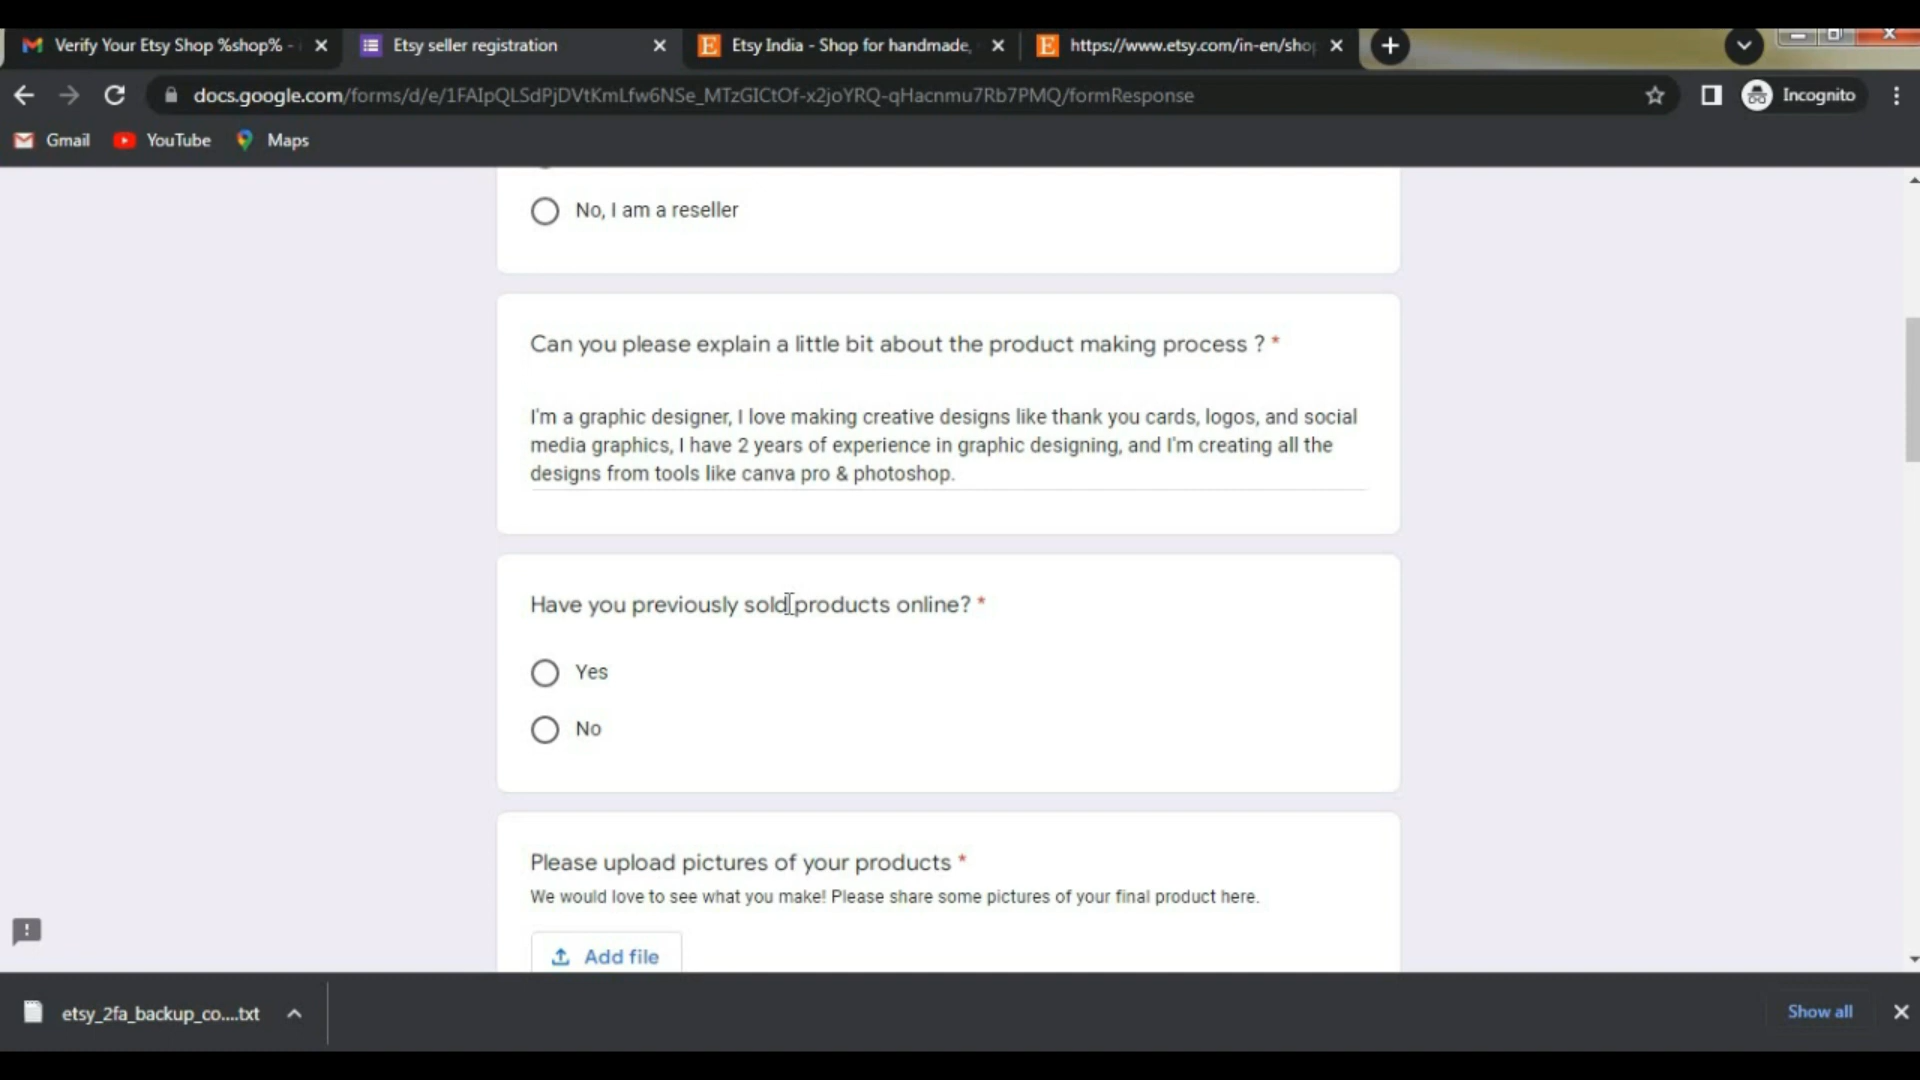 Verify Your Etsy Shop %shop% -
Etsy seller registration
Etsy India - Shop for handmade,
https://www.etsy.com/in-en/sho
docs.google.com/forms/d/e/1FAIpQLSdPjDVtKmLfw6NSe_MTzGICtOf-x2joYRQ-qHacnmu7Rb7PMQ/formResponse
Incognito
Gmail
YouTube
Maps
No, I am a reseller
Can you please explain a little bit about the product making process ? *
I'm a graphic designer, I love making creative designs like thank you cards, logos, and social
media graphics, I have 2 years of experience in graphic designing, and I'm creating all the
designs from tools like canva pro & photoshop.
Have you previously sold products online? *
Yes
No
Please upload pictures of your products *
We would love to see what you make! Please share some pictures of your final product here.
Add file
etsy_2fa_backup_co....txt
Show all